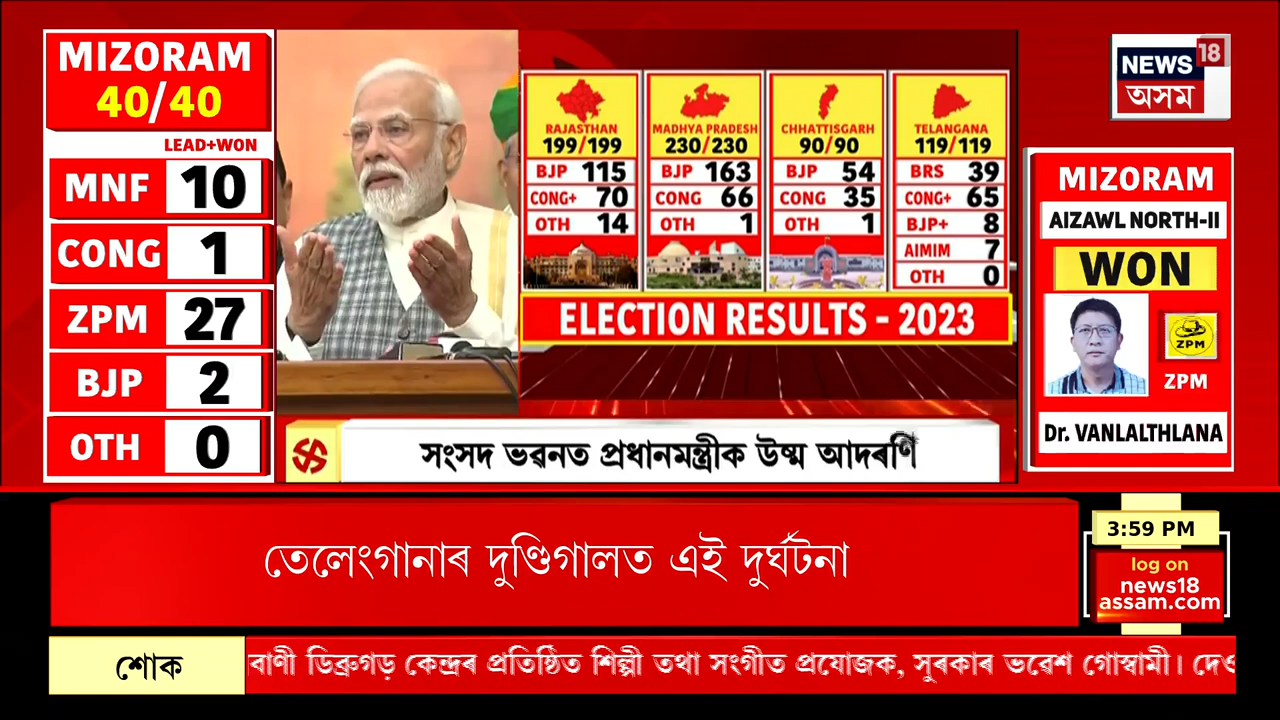 MIZORAM
40/40
LEAD+WON
MNF 10
CONG 1
ZPM 27
BJP 2
OTH 0
RAJASTHAN
199/199
BJP 115
CONG+ 70
OTH 14
MADHYA PRADESH
230/230
BJP 163
CONG 66
OTH 1
CHHATTISGARH
90/90
BJP 54
CONG 35
OTH 1
TELANGANA
119/119
BRS 39
CONG+ 65
BJP+ 8
AIMIM 7
OTH 0
ELECTION RESULTS - 2023
NEWS 18
অসম
MIZORAM
AIZAWL NORTH-II
WON
ZPM
ZPM
Dr. VANLALTHLANA
সংসদ ভৱনত প্ৰধানমন্ত্ৰীক উষ্ম আদৰণি
তেলেংগানাৰ দুণ্ডিগালত এই দুৰ্ঘটনা
3:59 PM
log on
news18
assam.com
শোক
বাণী ডিব্ৰুগড় কেন্দ্ৰৰ প্ৰতিষ্ঠিত শিল্পী তথা সংগীত প্ৰযোজক, সুৰকাৰ ভৱেশ গোস্বামী।